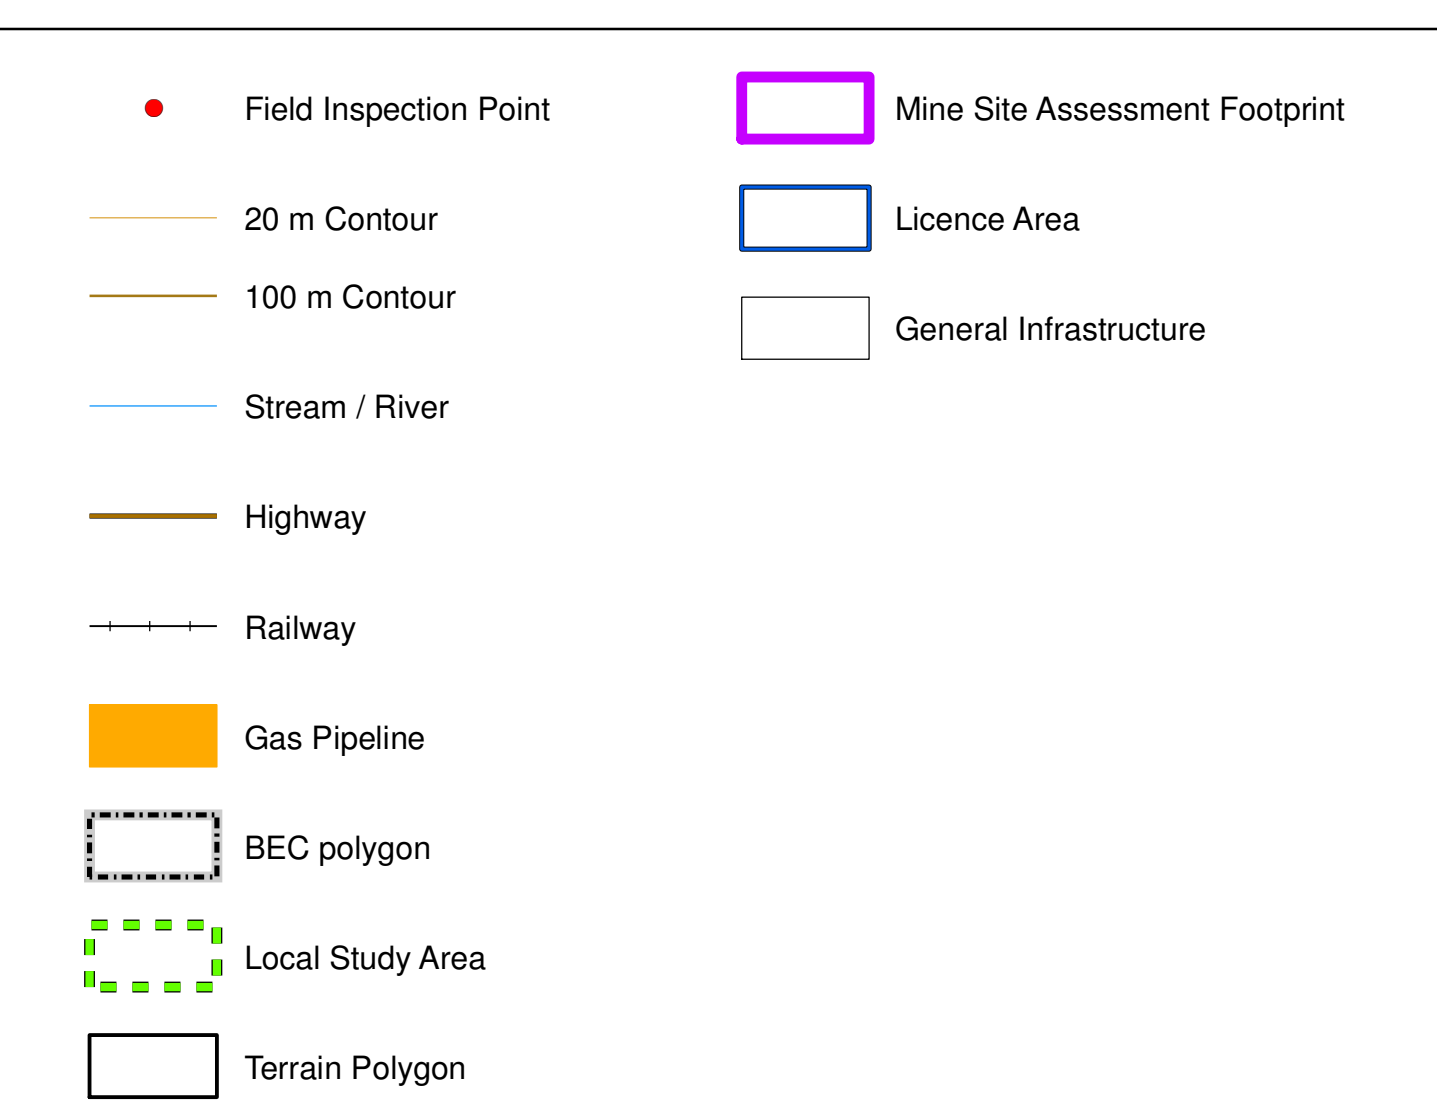 Field Inspection Point
20 m Contour
100 m Contour
Stream / River
Highway
Railway
Gas Pipeline
BEC polygon
Local Study Area
Terrain Polygon
Mine Site Assessment Footprint
Licence Area
General Infrastructure